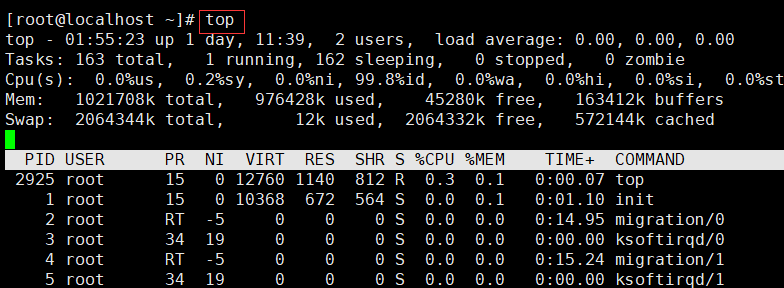 [root@localhost ~]# top
top - 01:55:23 up 1 day, 11:39,  2 users,  load average: 0.00, 0.00, 0.00
Tasks: 163 total,   1 running, 162 sleeping,   0 stopped,   0 zombie
Cpu(s):  0.0%us,  0.2%sy,  0.0%ni, 99.8%id,  0.0%wa,  0.0%hi,  0.0%si,  0.0%st
Mem:   1021708k total,   976428k used,    45280k free,   163412k buffers
Swap:  2064344k total,       12k used,  2064332k free,   572144k cached
PID USER      PR  NI  VIRT  RES  SHR S %CPU %MEM    TIME+  COMMAND
2925 root      15   0 12760 1140  812 R  0.3  0.1   0:00.07 top
1 root      15   0 10368  672  564 S  0.0  0.1   0:01.10 init
2 root      RT  -5     0    0    0 S  0.0  0.0   0:14.95 migration/0
3 root      34  19     0    0    0 S  0.0  0.0   0:00.00 ksoftirqd/0
4 root      RT  -5     0    0    0 S  0.0  0.0   0:15.24 migration/1
5 root      34  19     0    0    0 S  0.0  0.0   0:00.00 ksoftirqd/1